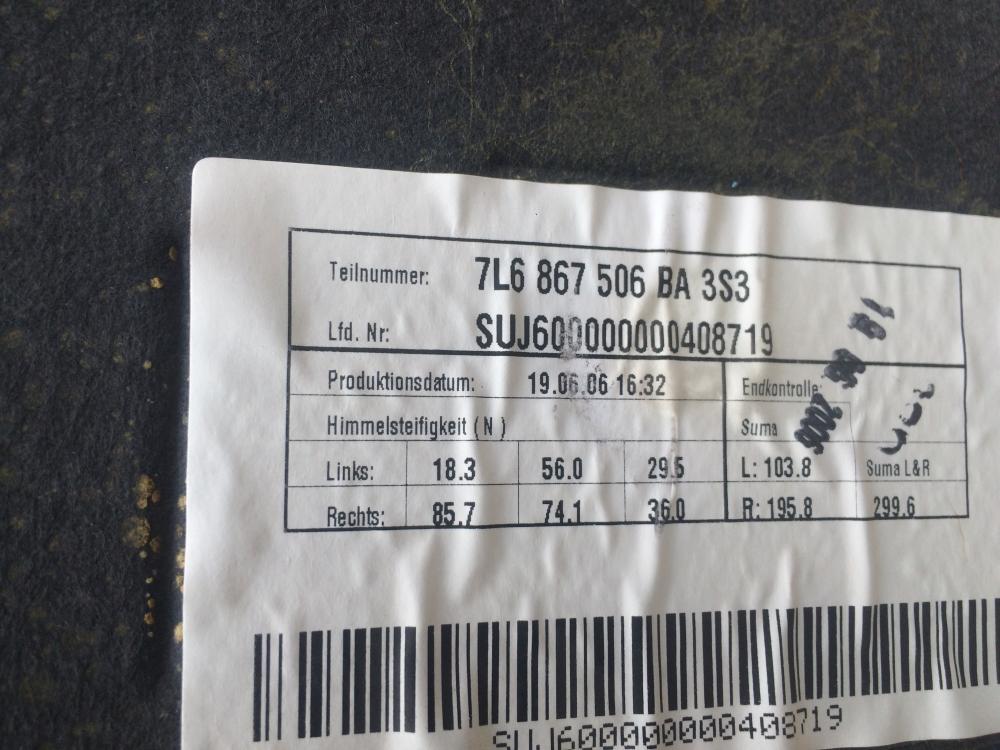 Teilnummer: 7L6 867 506 BA 3S3
Lfd. Nr: SUJ600000000408719
Produktionsdatum: 19.06.06 16:32 Endkontrolle:
Himmelsteifigkeit ( N ) Suma
Links: 18.3 56.0 29.5 L: 103.8 Suma L&R
Rechts: 85.7 74.1 36.0 R: 195.8 299.6
SUJ600000000408719